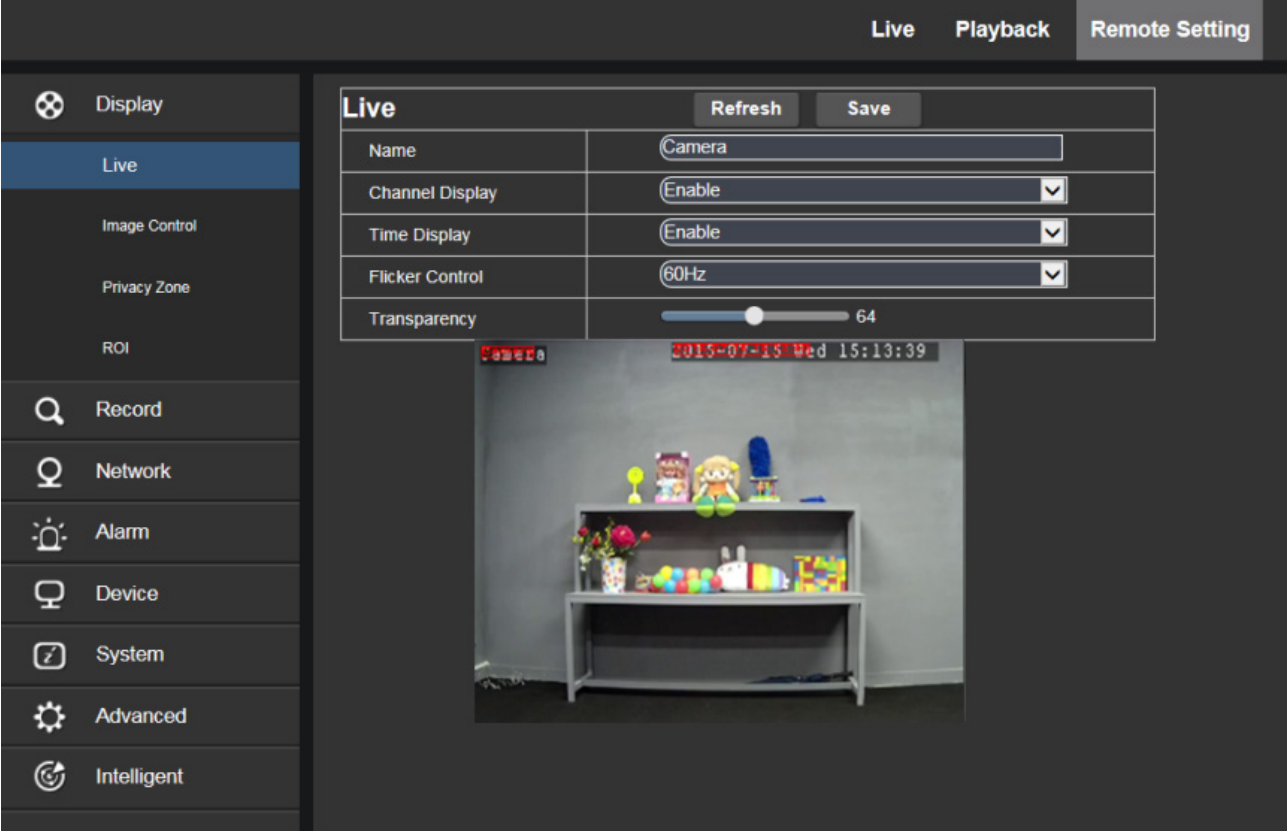 Live Playback Remote Setting
Display
Live
Image Control
Privacy Zone
ROI
Record
Network
Alarm
Device
System
Advanced
Intelligent
Live Refresh Save
Name Camera
Channel Display Enable
Time Display Enable
Flicker Control 60Hz
Transparency 64
Camera 2015-07-15 Wed 15:13:39